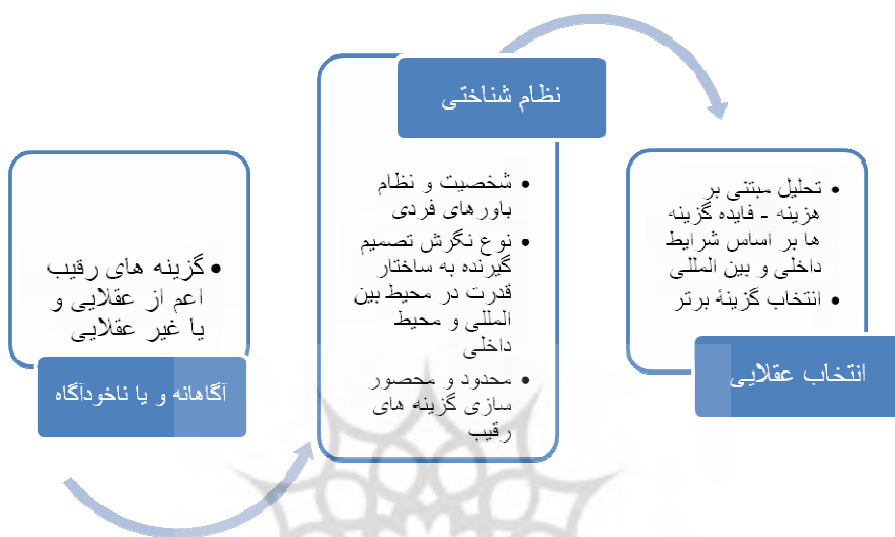 گزینه های رقیب
اعم از عقلایی و
یا غیر عقلایی
آگاهانه و یا ناخودآگاه
نظام شناختی
شخصیت و نظام
باورهای فردی
نوع نگرش تصمیم
گیرنده به ساختار
قدرت در محیط بین
المللی و محیط
داخلی
محدود و محصور
سازی گزینه های
رقیب
تحلیل مبتنی بر
هزینه - فایده گزینه
ها بر اساس شرایط
داخلی و بین المللی
انتخاب گزینۀ برتر
انتخاب عقلایی